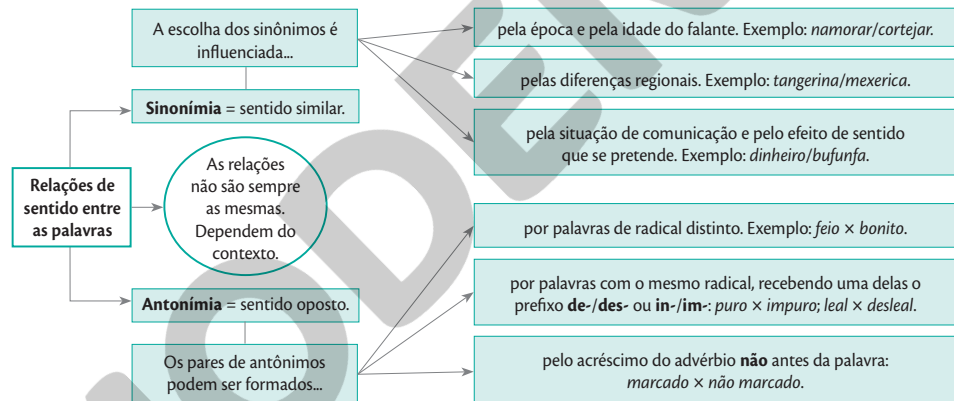 A escolha dos sinônimos é
influenciada...
pela época e pela idade do falante. Exemplo: namorar/cortejar.
pelas diferenças regionais. Exemplo: tangerina/mexerica.
Sinonímia = sentido similar.
pela situação de comunicação e pelo efeito de sentido
que se pretende. Exemplo: dinheiro/bufunfa.
Relações de
sentido entre
as palavras
As relações
não são sempre
as mesmas.
Dependem do
contexto.
Antonímia = sentido oposto.
Os pares de antônimos
podem ser formados...
por palavras de radical distinto. Exemplo: feio × bonito.
por palavras com o mesmo radical, recebendo uma delas o
prefixo de-/des- ou in-/im-: puro × impuro; leal × desleal.
pelo acréscimo do advérbio não antes da palavra:
marcado × não marcado.